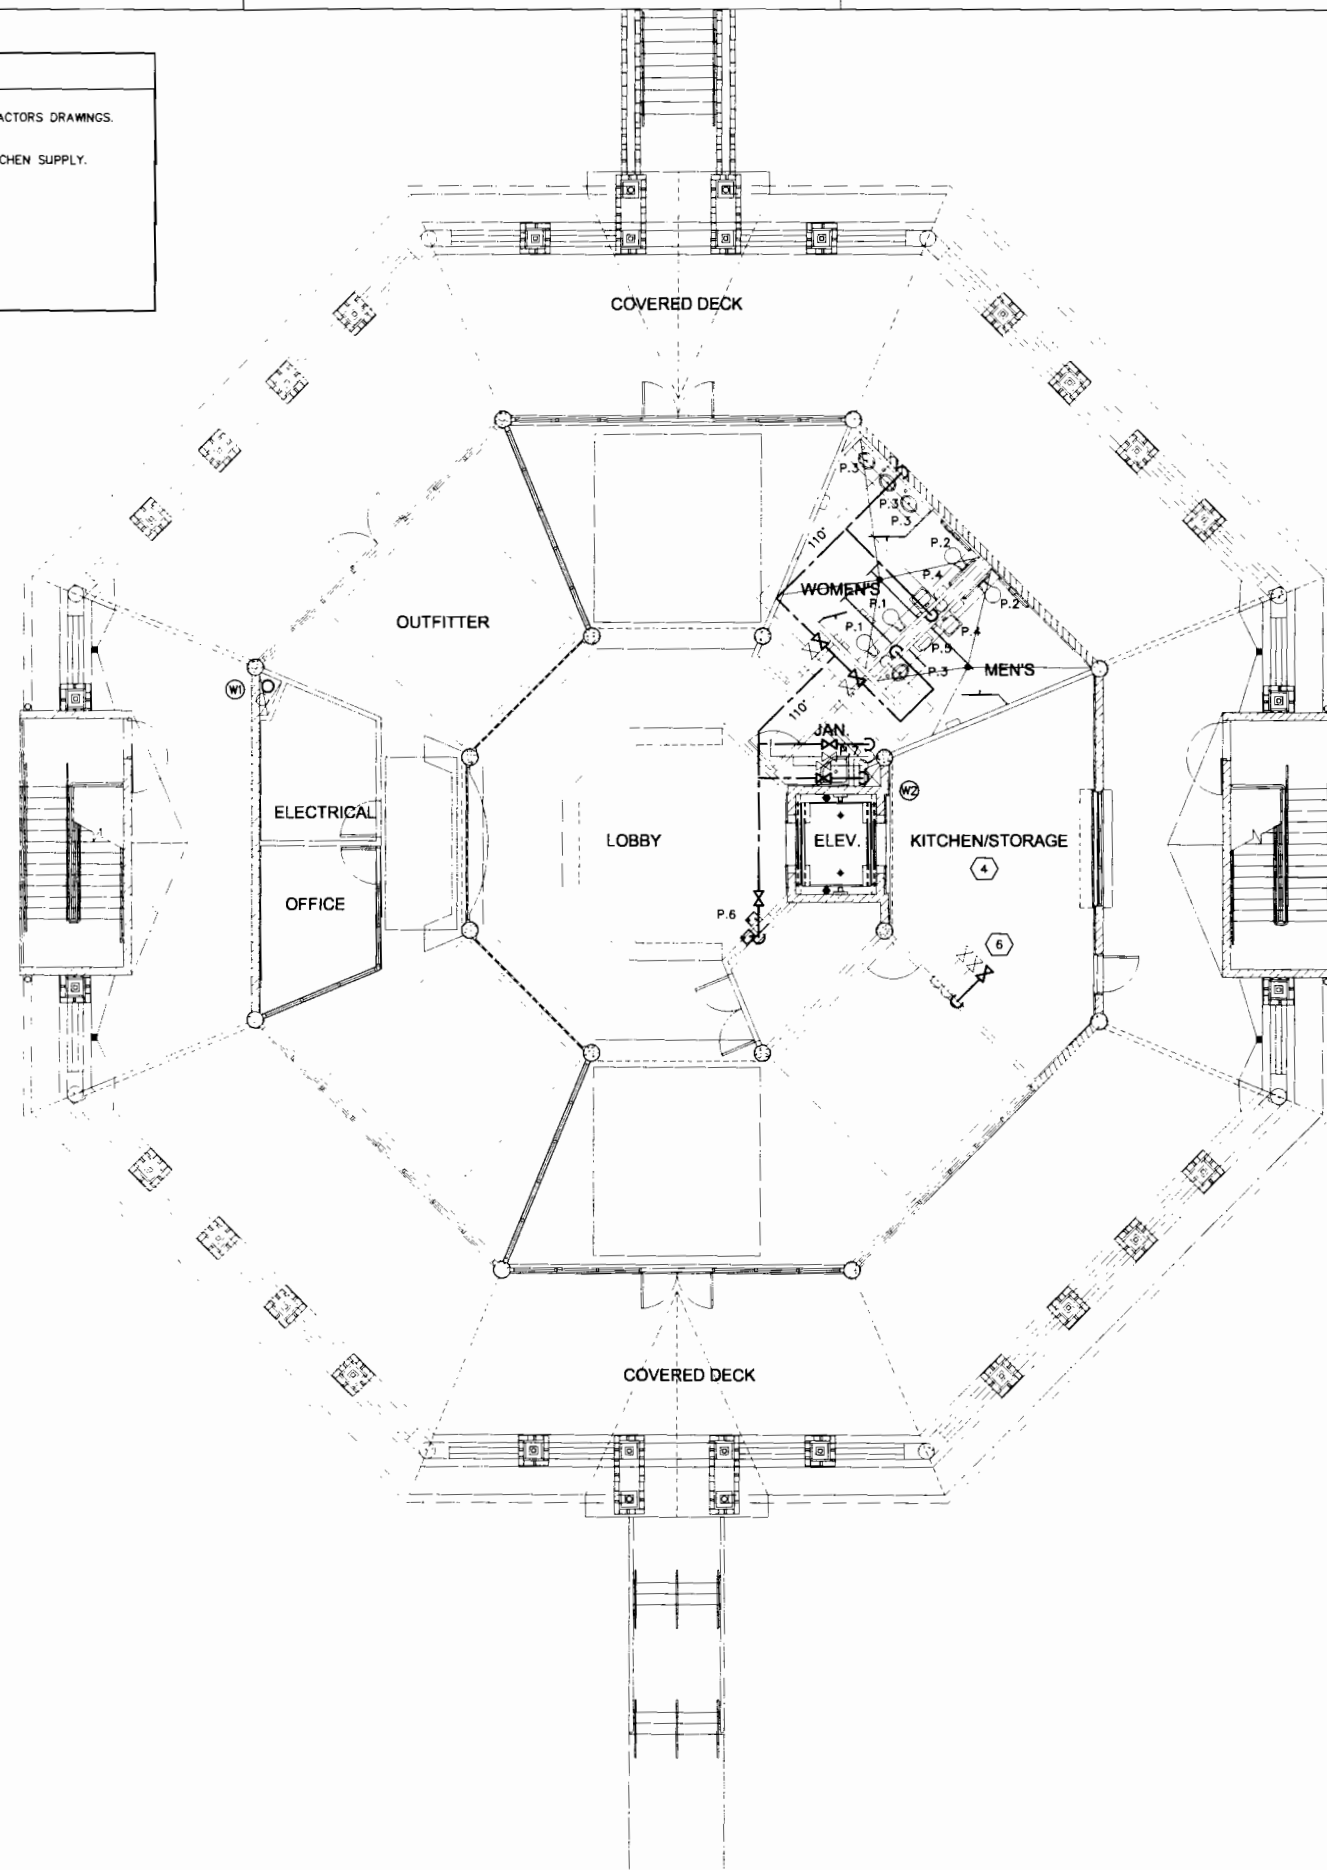 ACTORS DRAWINGS.
CHEN SUPPLY.
COVERED DECK
P.3
P.3
P.3
110°
P.2
P.4
WOMEN'S
P.1
P.2
OUTFITTER
P.1
P.4
P.5
P.3
MEN'S
W1
110°
JAN.
P.7
W2
ELECTRICAL
LOBBY
ELEV.
KITCHEN/STORAGE
4
OFFICE
P.6
6
COVERED DECK